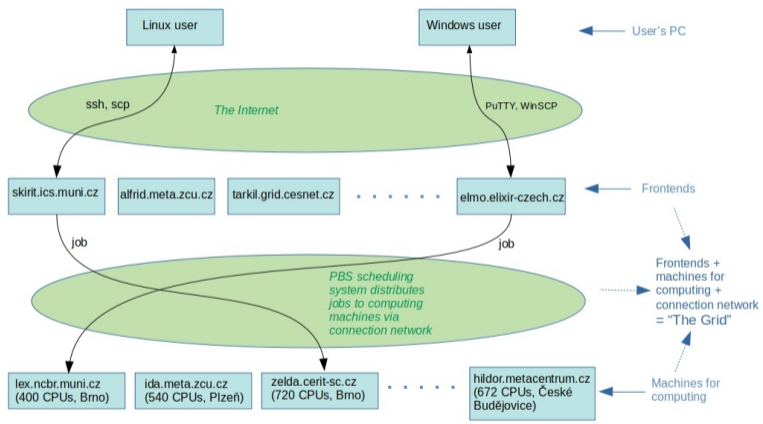 Linux user
Windows user
User's PC
ssh, scp
The Internet
PuTTY, WinSCP
skirit.ics.muni.cz
alfrid.meta.zcu.cz
tarkil.grid.cesnet.cz
elmo.elixir-czech.cz
Frontends
job
job
PBS scheduling
system distributes
jobs to computing
machines via
connection network
Frontends +
machines for
computing +
connection network
= “The Grid”
lex.ncbr.muni.cz
(400 CPUs, Brno)
ida.meta.zcu.cz
(540 CPUs, Plzeň)
zelda.cerit-sc.cz
(720 CPUs, Brno)
hildor.metacentrum.cz
(672 CPUs, České
Budějovice)
Machines for
computing